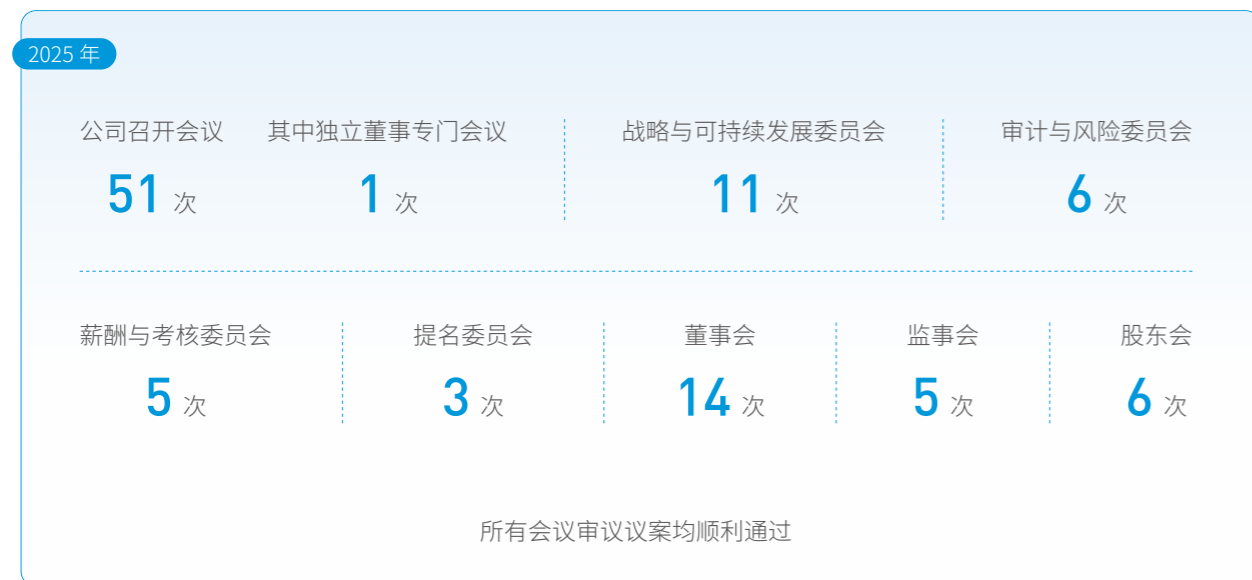 2025 年
公司召开会议 其中独立董事专门会议 战略与可持续发展委员会 审计与风险委员会
51 次 1 次 11 次 6 次
薪酬与考核委员会 提名委员会 董事会 监事会 股东会
5 次 3 次 14 次 5 次 6 次
所有会议审议议案均顺利通过